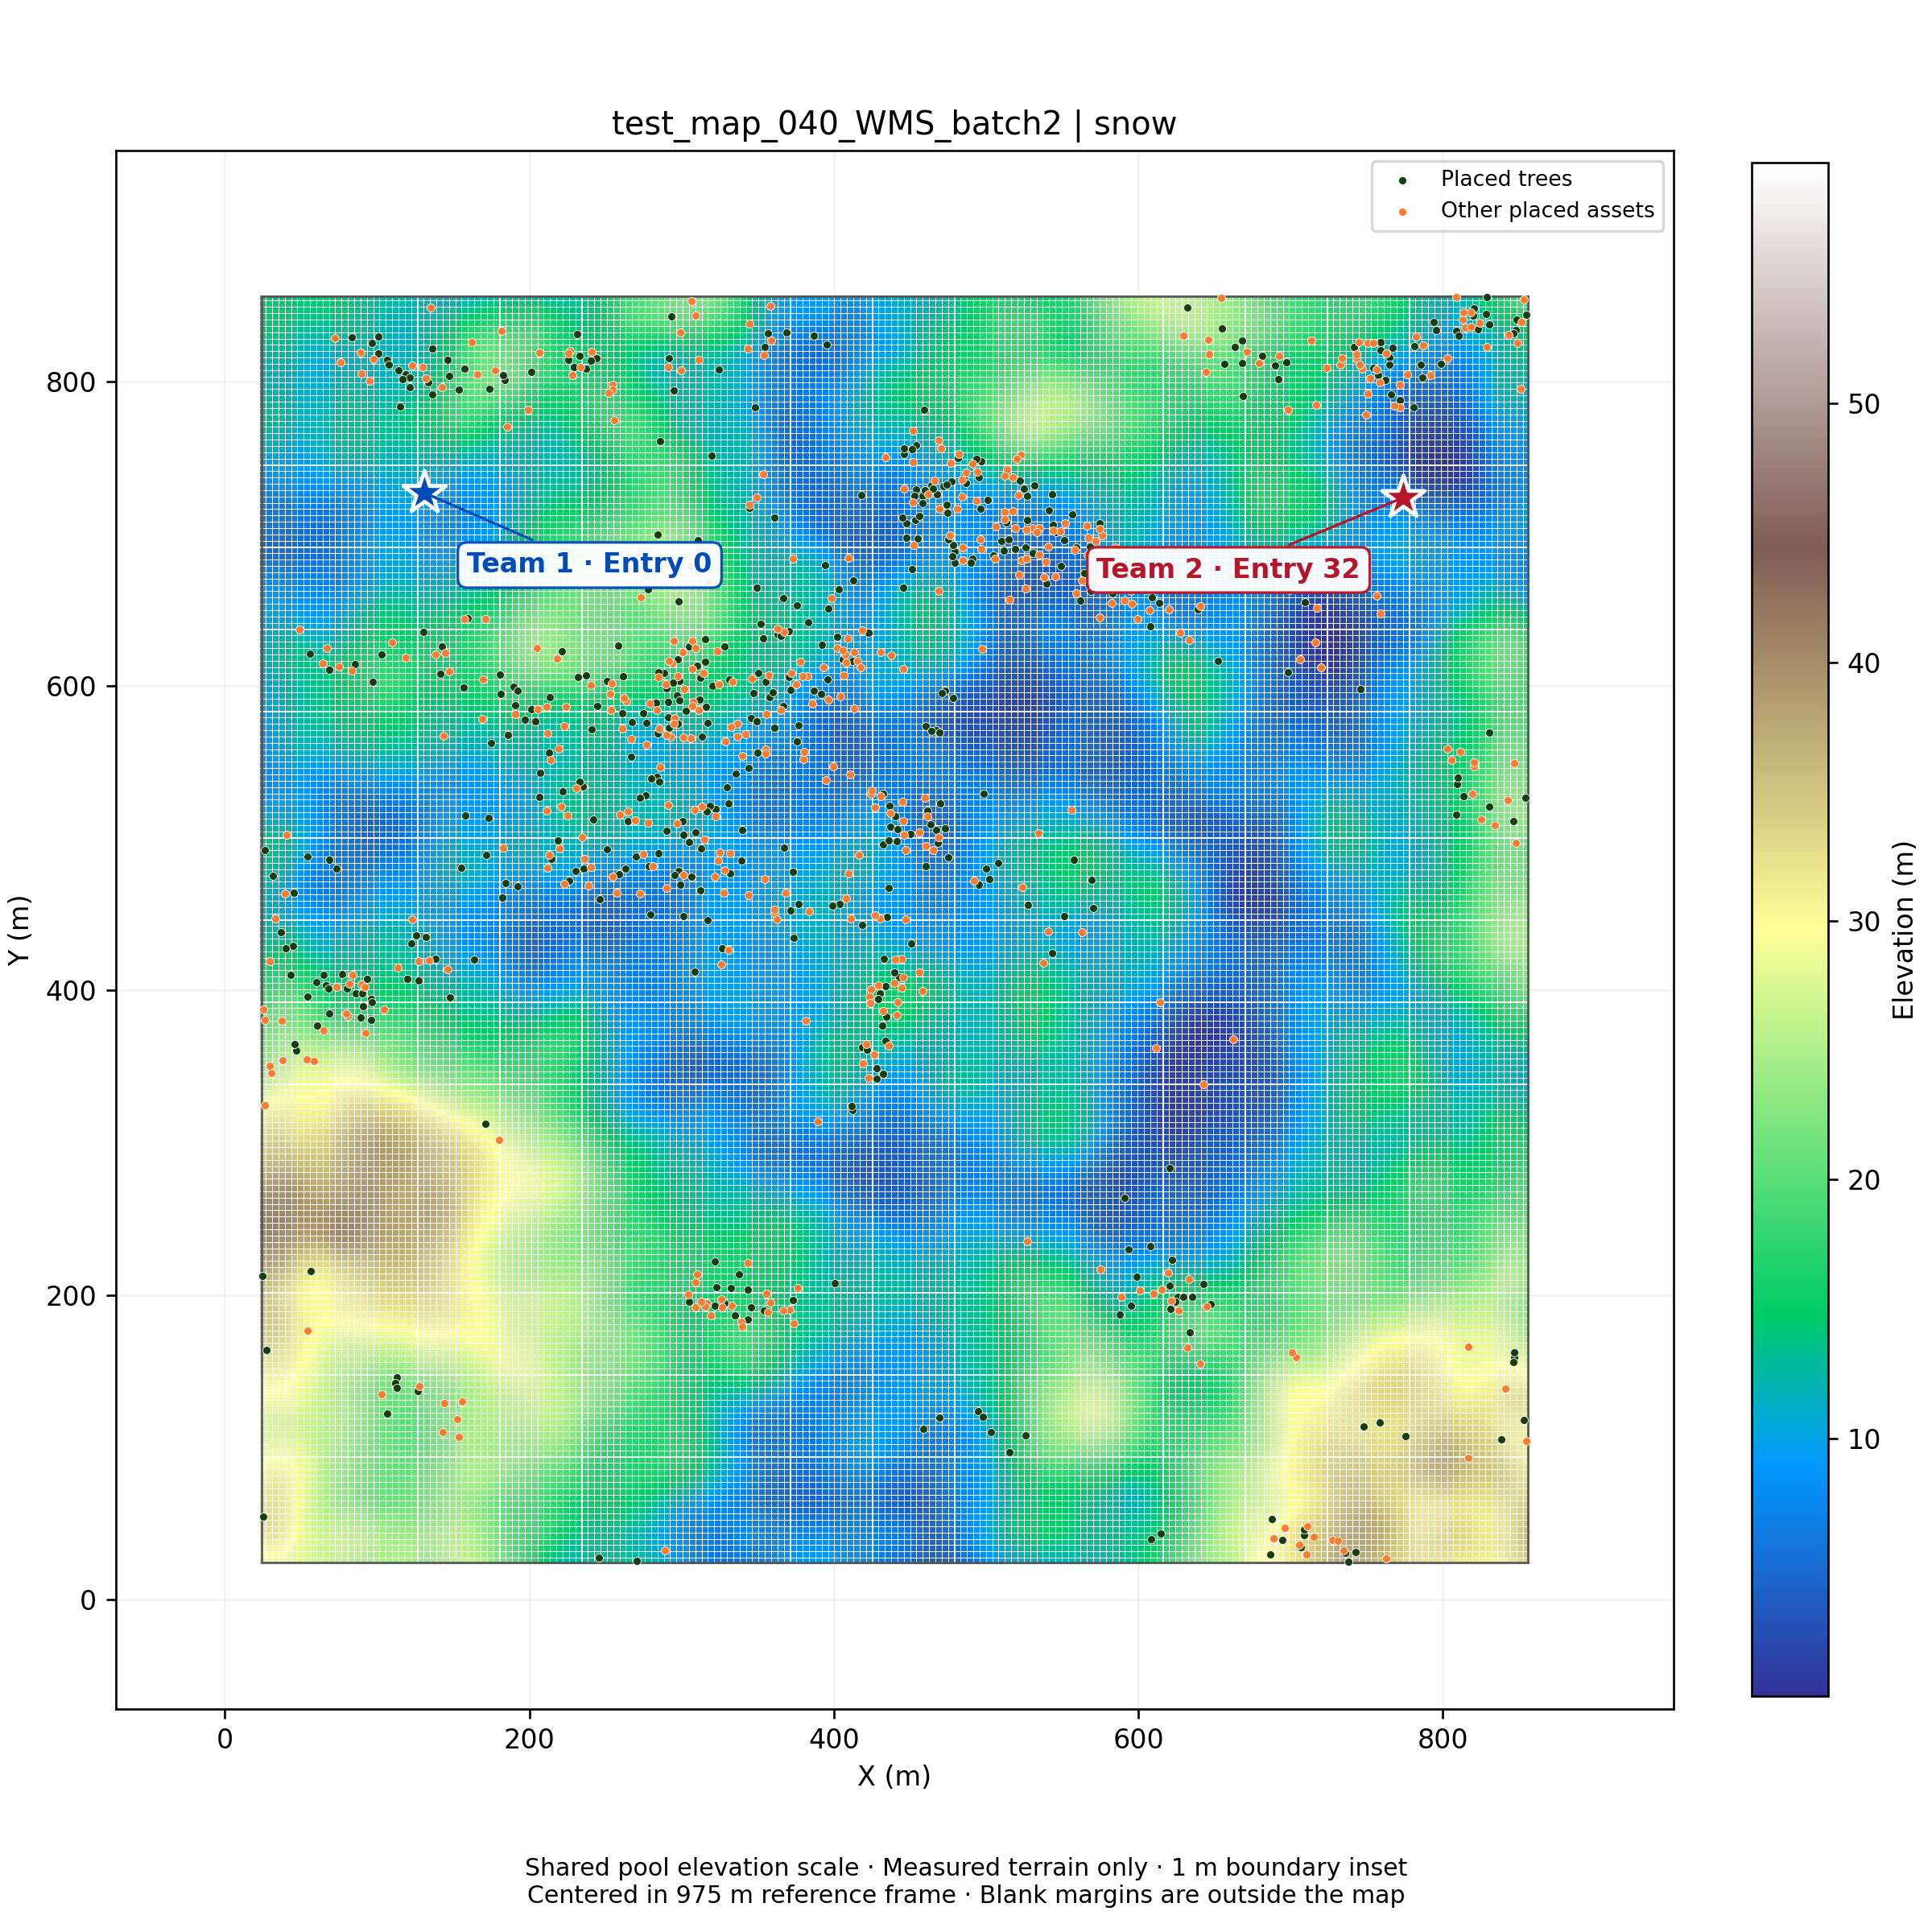 test_map_040_WMS_batch2 | snow
Placed trees
Other placed assets
Team 1 · Entry 0
Team 2 · Entry 32
800
600
400
200
0
Y (m)
0
200
400
600
800
X (m)
50
40
30
20
10
Elevation (m)
Shared pool elevation scale · Measured terrain only · 1 m boundary inset
Centered in 975 m reference frame · Blank margins are outside the map